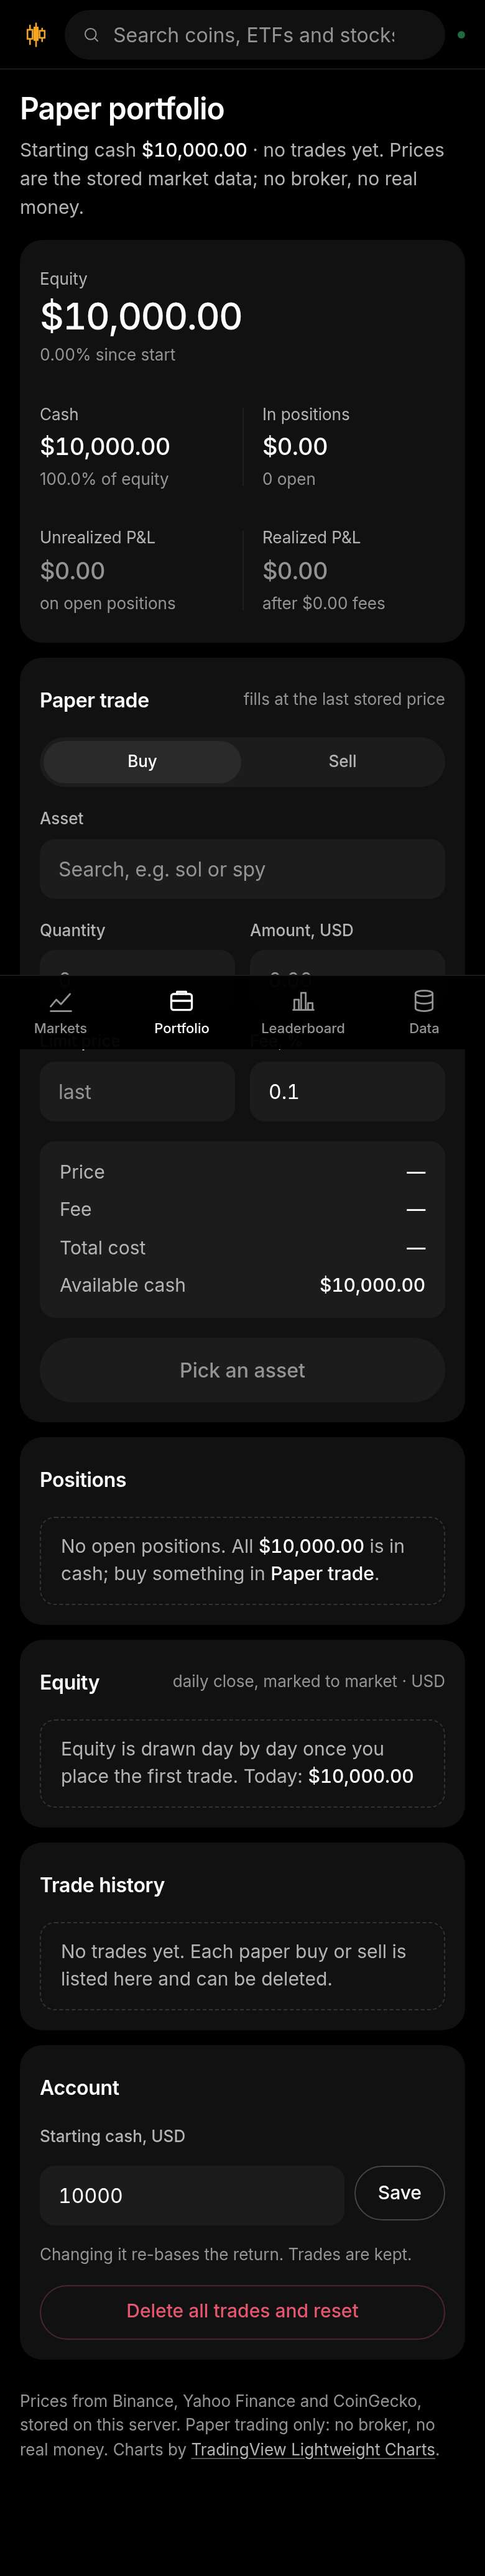 Search coins, ETFs and stocks
Paper portfolio
Starting cash $10,000.00 · no trades yet. Prices
are the stored market data; no broker, no real
money.
Equity
$10,000.00
0.00% since start
Cash
$10,000.00
100.0% of equity
In positions
$0.00
0 open
Unrealized P&L
$0.00
on open positions
Realized P&L
$0.00
after $0.00 fees
Paper trade
fills at the last stored price
Buy
Sell
Asset
Search, e.g. sol or spy
Quantity
Amount, USD
0
0.00
Markets
Portfolio
Leaderboard
Data
Limit price
Fee, %
last
0.1
Price —
Fee —
Total cost —
Available cash $10,000.00
Pick an asset
Positions
No open positions. All $10,000.00 is in
cash; buy something in Paper trade.
Equity
daily close, marked to market · USD
Equity is drawn day by day once you
place the first trade. Today: $10,000.00
Trade history
No trades yet. Each paper buy or sell is
listed here and can be deleted.
Account
Starting cash, USD
10000
Save
Changing it re-bases the return. Trades are kept.
Delete all trades and reset
Prices from Binance, Yahoo Finance and CoinGecko,
stored on this server. Paper trading only: no broker, no
real money. Charts by TradingView Lightweight Charts.